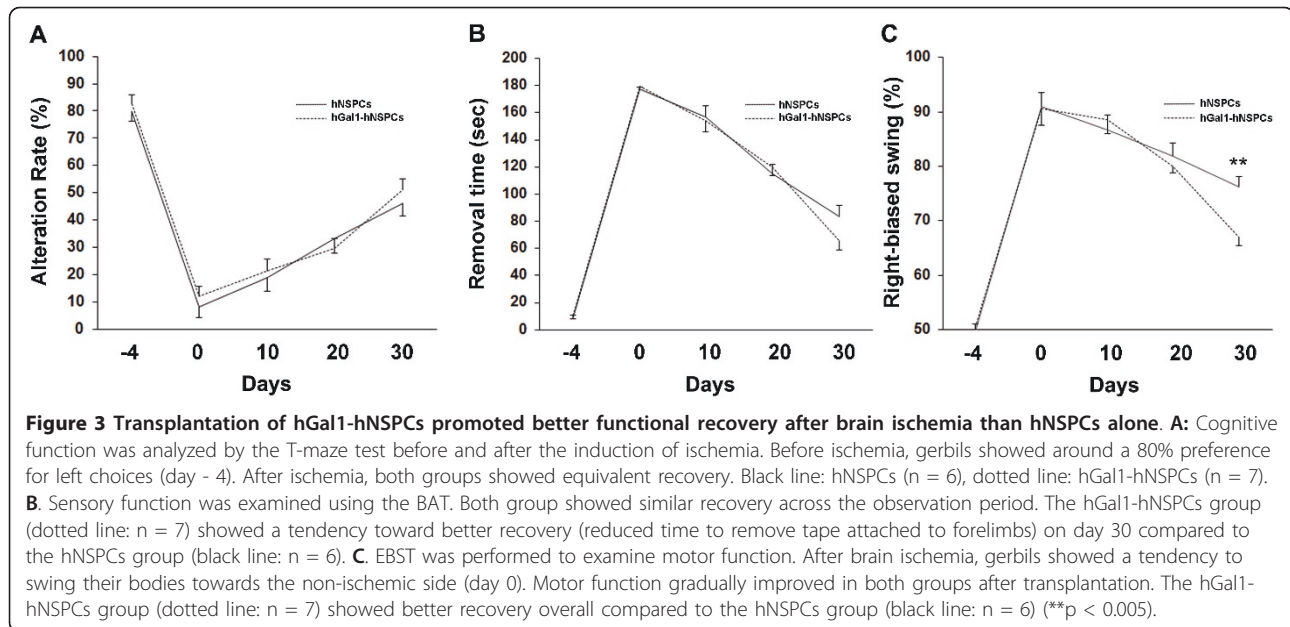 A
B
C
100
90
80
70
60
50
40
30
20
10
0
Alteration Rate (%)
hNSPCs
hGal1-hNSPCs
-4 0 10 20 30
Days
200
180
160
140
120
100
80
60
40
20
0
Removal time (sec)
hNSPCs
hGal1-hNSPCs
-4 0 10 20 30
Days
100
90
80
70
60
50
Right-biased swing (%)
hNSPCs
hGal1-hNSPCs
**
-4 0 10 20 30
Days
Figure 3 Transplantation of hGal1-hNSPCs promoted better functional recovery after brain ischemia than hNSPCs alone. A: Cognitive
function was analyzed by the T-maze test before and after the induction of ischemia. Before ischemia, gerbils showed around a 80% preference
for left choices (day - 4). After ischemia, both groups showed equivalent recovery. Black line: hNSPCs (n = 6), dotted line: hGal1-hNSPCs (n = 7).
B. Sensory function was examined using the BAT. Both group showed similar recovery across the observation period. The hGal1-hNSPCs group
(dotted line: n = 7) showed a tendency toward better recovery (reduced time to remove tape attached to forelimbs) on day 30 compared to
the hNSPCs group (black line: n = 6). C. EBST was performed to examine motor function. After brain ischemia, gerbils showed a tendency to
swing their bodies towards the non-ischemic side (day 0). Motor function gradually improved in both groups after transplantation. The hGal1-
hNSPCs group (dotted line: n = 7) showed better recovery overall compared to the hNSPCs group (black line: n = 6) (**p < 0.005).